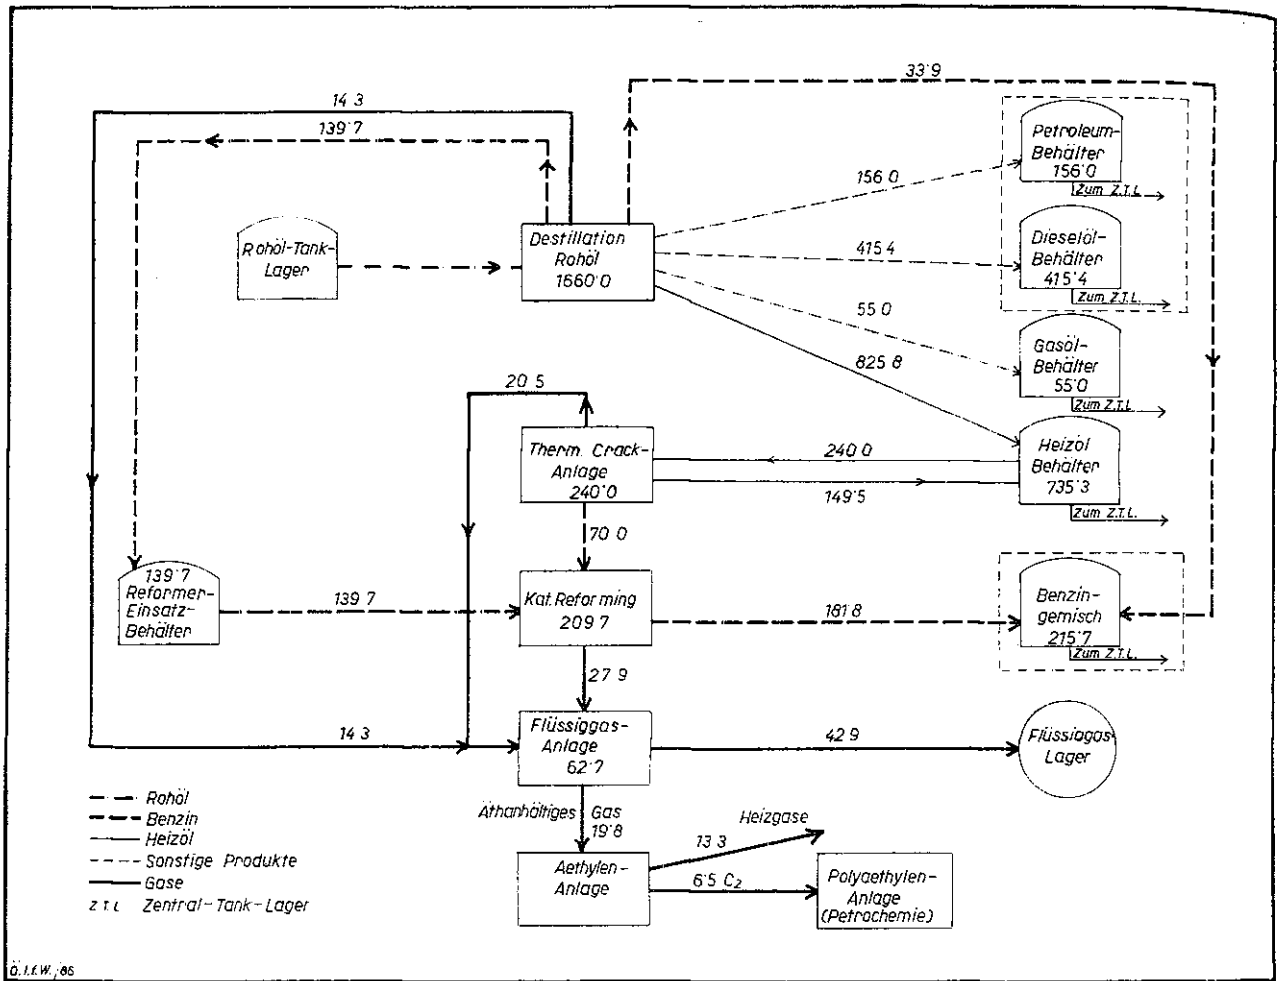 33˙9
14˙3
139˙7
Petroleum-
Behälter
156˙0
Zum Z.T.L
156˙0
Rohöl-Tank-
Lager
Destillation
Rohöl
1660˙0
415˙4
Dieselöl-
Behälter
415˙4
Zum Z.T.L.
55˙0
Gasöl-
Behälter
55˙0
Zum Z.T.L
825˙8
20˙5
Therm. Crack-
Anlage
240˙0
240˙0
149˙5
Heizöl
Behälter
735˙3
Zum Z.T.L.
70˙0
139˙7
Reformer-
Einsatz-
Behälter
139˙7
Kat.Reforming
209˙7
181˙8
Benzin-
gemisch
215˙7
Zum Z.T.L.
27˙9
14˙3
Flüssiggas-
Anlage
62˙7
42˙9
Flüssiggas-
Lager
Äthanhältiges Gas
19˙8
Heizgase
13˙3
Aethylen-
Anlage
6˙5 C₂
Polyaethylen-
Anlage
(Petrochemie)
Rohöl
Benzin
Heizöl
Sonstige Produkte
Gase
Z.T.L Zentral-Tank-Lager
Ö.I.f.W./86